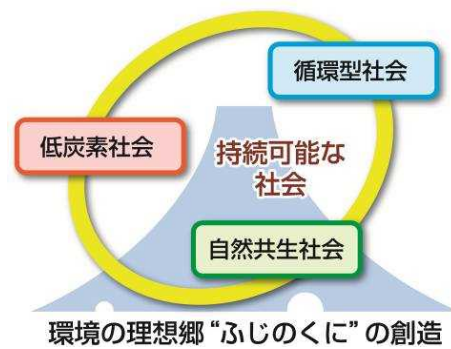 循環型社会
低炭素社会
持続可能な
社会
自然共生社会
環境の理想郷“ふじのくに”の創造